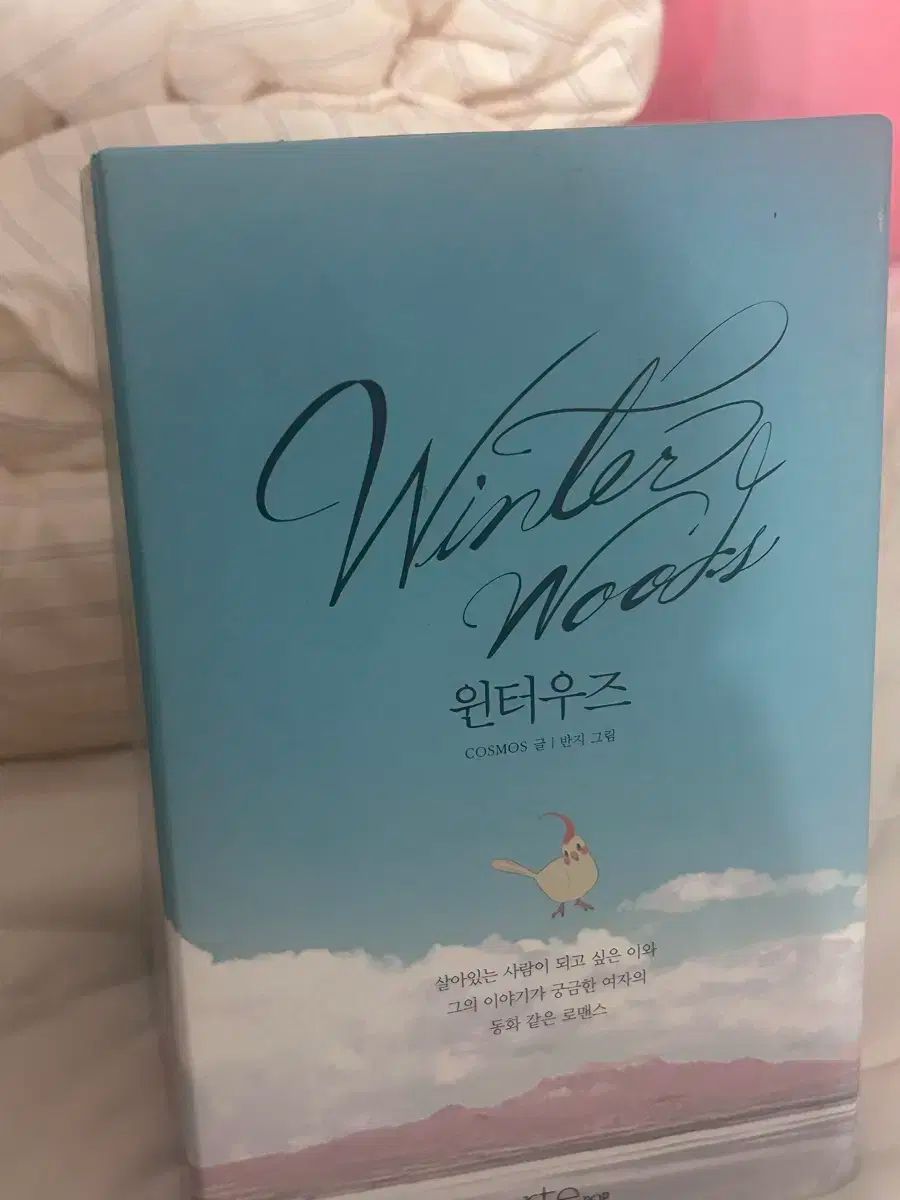 Winter
Woods
윈터우즈
COSMOS 글 | 반지 그림
살아있는 사람이 되고 싶은 이와
그의 이야기가 궁금한 여자의
동화 같은 로맨스